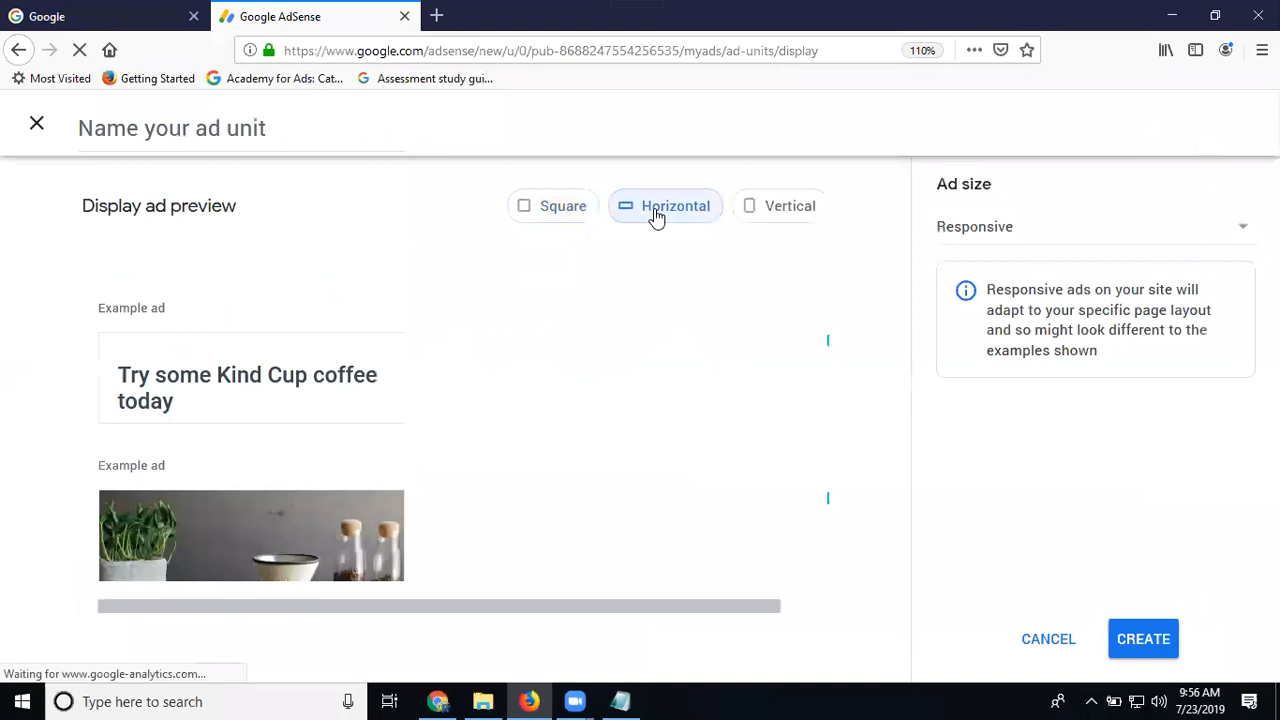 Google
Google AdSense
https://www.google.com/adsense/new/u/0/pub-8688247554256535/myads/ad-units/display
110%
Most Visited
Getting Started
Academy for Ads: Cat...
Assessment study gui...
Name your ad unit
Display ad preview
Square
Horizontal
Vertical
Ad size
Responsive
Responsive ads on your site will
adapt to your specific page layout
and so might look different to the
examples shown
Example ad
Try some Kind Cup coffee
today
Example ad
CANCEL
CREATE
Waiting for www.google-analytics.com...
Type here to search
9:56 AM
7/23/2019